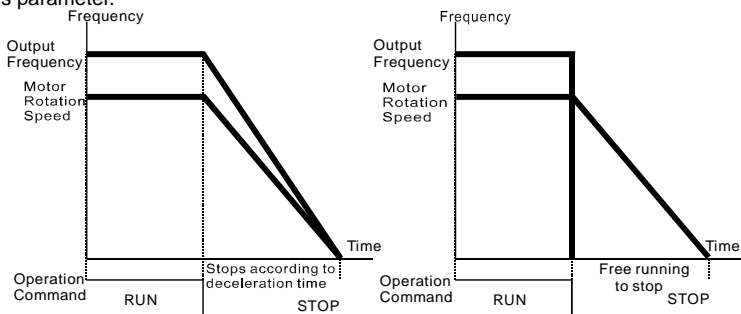 s parameter.
Frequency
Output
Frequency
Motor
Rotation
Speed
Time
Stops according to
deceleration time
Operation
Command
RUN
STOP
Frequency
Output
Frequency
Motor
Rotation
Speed
Time
Free running
to stop
Operation
Command
RUN
STOP